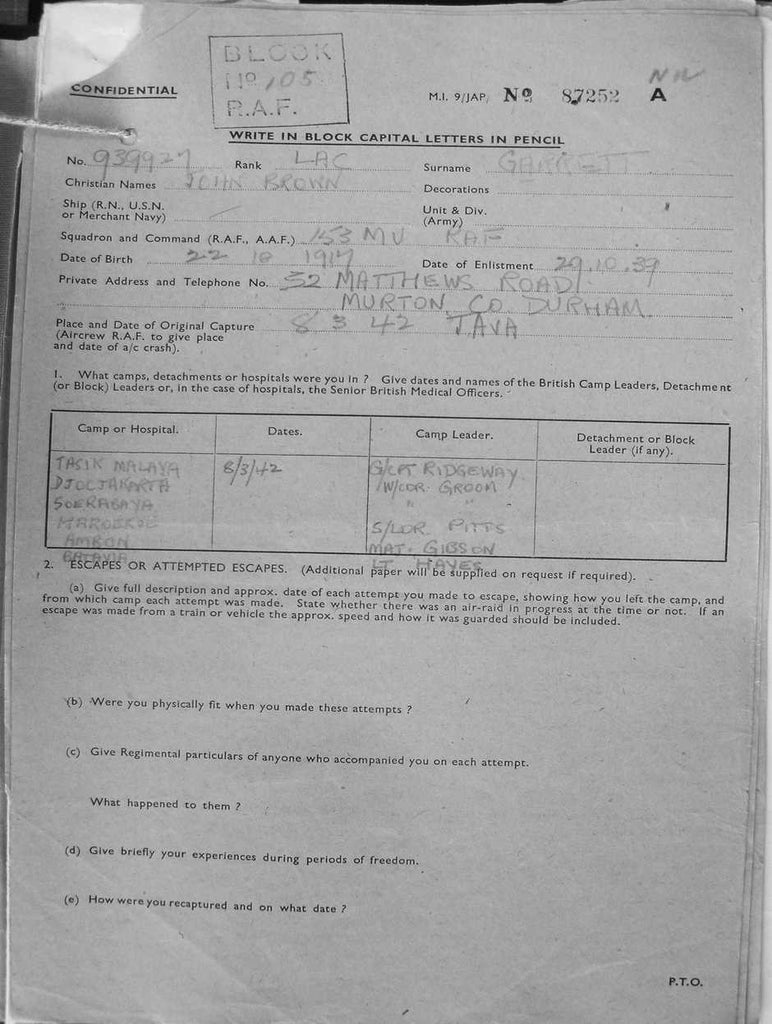 BLOCK
Nº 105
R.A.F.
CONFIDENTIAL
M.I. 9/JAP. Nº 87252 A
WRITE IN BLOCK CAPITAL LETTERS IN PENCIL
No. 939927 Rank LAC Surname GARRETT
Christian Names JOHN BROWN Decorations
Ship (R.N., U.S.N. or Merchant Navy) Unit & Div. (Army)
Squadron and Command (R.A.F., A.A.F.) 153 MU RAF
Date of Birth 22 10 1917 Date of Enlistment 29.10.39
Private Address and Telephone No. 32 MATTHEWS ROAD
MURTON, CO. DURHAM
Place and Date of Original Capture 8 3 42 JAVA
(Aircrew R.A.F. to give place
and date of a/c crash).
1. What camps, detachments or hospitals were you in ? Give dates and names of the British Camp Leaders, Detachment
(or Block) Leaders or, in the case of hospitals, the Senior British Medical Officers.
Camp or Hospital. Dates. Camp Leader. Detachment or Block Leader (if any).
TASIK MALAYA 8/3/42 G/CPT RIDGEWAY
DJOCJAKARTA W/CDR. GROOM
SOERABAYA " "
S/LDR. PITTS
AMBON MAT. GIBSON
BATAVIA LT. HAYES
2. ESCAPES OR ATTEMPTED ESCAPES. (Additional paper will be supplied on request if required).
(a) Give full description and approx. date of each attempt you made to escape, showing how you left the camp, and
from which camp each attempt was made. State whether there was an air-raid in progress at the time or not. If an
escape was made from a train or vehicle the approx. speed and how it was guarded should be included.
(b) Were you physically fit when you made these attempts ?
(c) Give Regimental particulars of anyone who accompanied you on each attempt.
What happened to them ?
(d) Give briefly your experiences during periods of freedom.
(e) How were you recaptured and on what date ?
P.T.O.